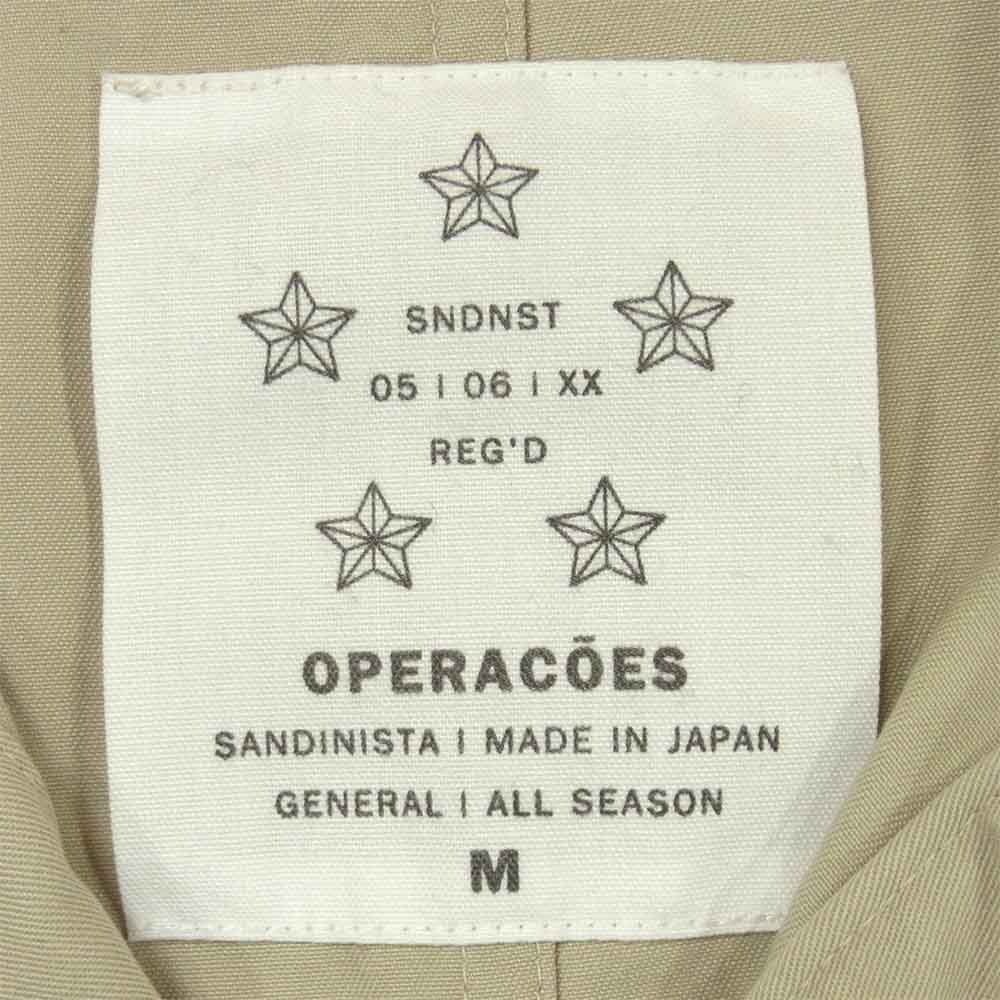 SNDNST
05 | 06 | XX
REG'D
OPERACÕES
SANDINISTA | MADE IN JAPAN
GENERAL | ALL SEASON
M